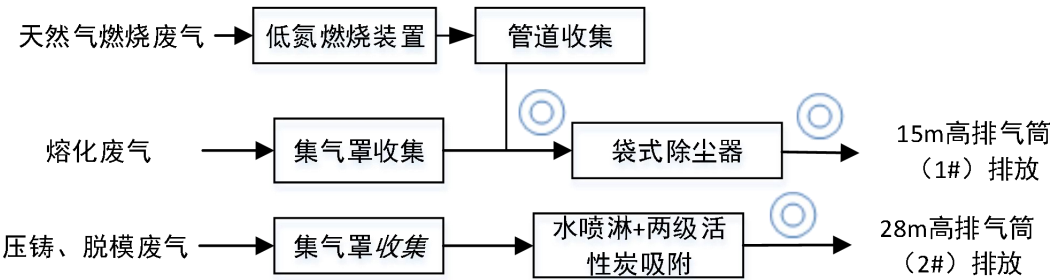 天然气燃烧废气
低氮燃烧装置
管道收集
熔化废气
集气罩收集
袋式除尘器
15m高排气筒
（1#）排放
压铸、脱模废气
集气罩收集
水喷淋+两级活
性炭吸附
28m高排气筒
（2#）排放